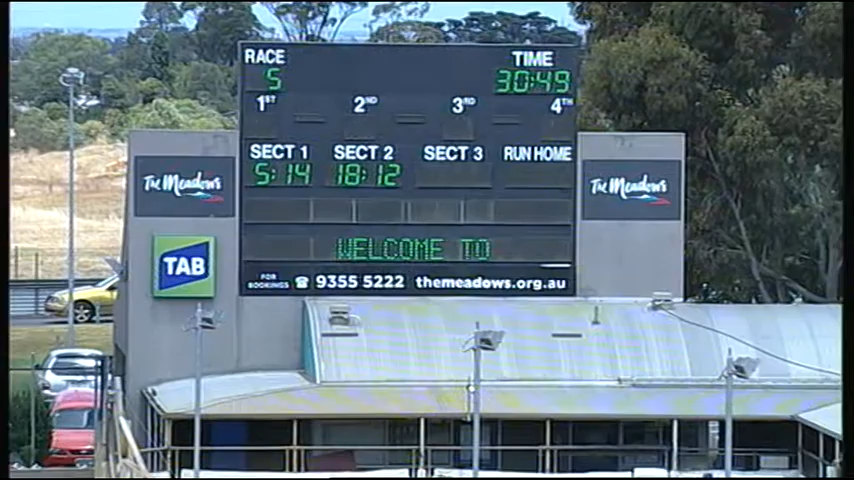 RACE TIME
5 30:49
1ST 2ND 3RD 4TH
SECT 1 SECT 2 SECT 3 RUN HOME
5:14 18:12
The Meadows The Meadows
WELCOME TO
TAB
FOR BOOKINGS ☎ 9355 5222 themeadows.org.au